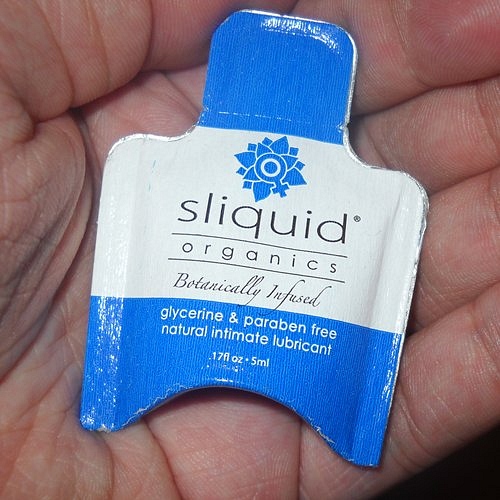 sliquid®
organics
Botanically Infused
glycerine & paraben free
natural intimate lubricant
.17fl oz • 5ml